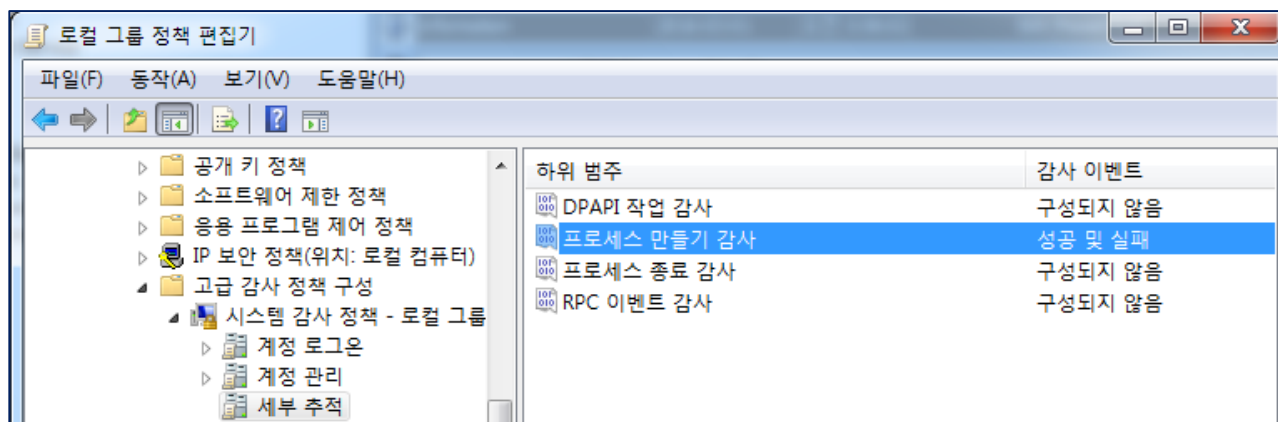 로컬 그룹 정책 편집기
파일(F) 동작(A) 보기(V) 도움말(H)
공개 키 정책
소프트웨어 제한 정책
응용 프로그램 제어 정책
IP 보안 정책(위치: 로컬 컴퓨터)
고급 감사 정책 구성
시스템 감사 정책 - 로컬 그룹
계정 로그온
계정 관리
세부 추적
하위 범주 감사 이벤트
DPAPI 작업 감사 구성되지 않음
프로세스 만들기 감사 성공 및 실패
프로세스 종료 감사 구성되지 않음
RPC 이벤트 감사 구성되지 않음